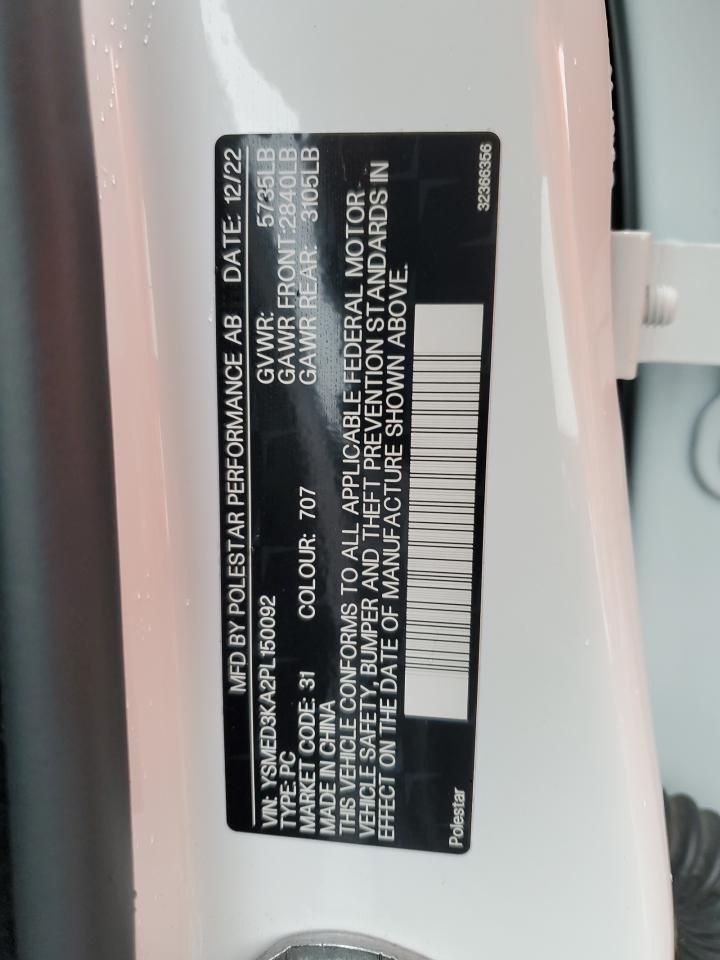 MFD BY POLESTAR PERFORMANCE AB DATE: 12/22
VIN: YSMED3KA2PL150092 GVWR: 5735LB
TYPE: PC GAWR FRONT: 2840LB
MARKET CODE: 31 COLOUR: 707 GAWR REAR: 3105LB
MADE IN CHINA
THIS VEHICLE CONFORMS TO ALL APPLICABLE FEDERAL MOTOR
VEHICLE SAFETY, BUMPER AND THEFT PREVENTION STANDARDS IN
EFFECT ON THE DATE OF MANUFACTURE SHOWN ABOVE.
Polestar 32366356